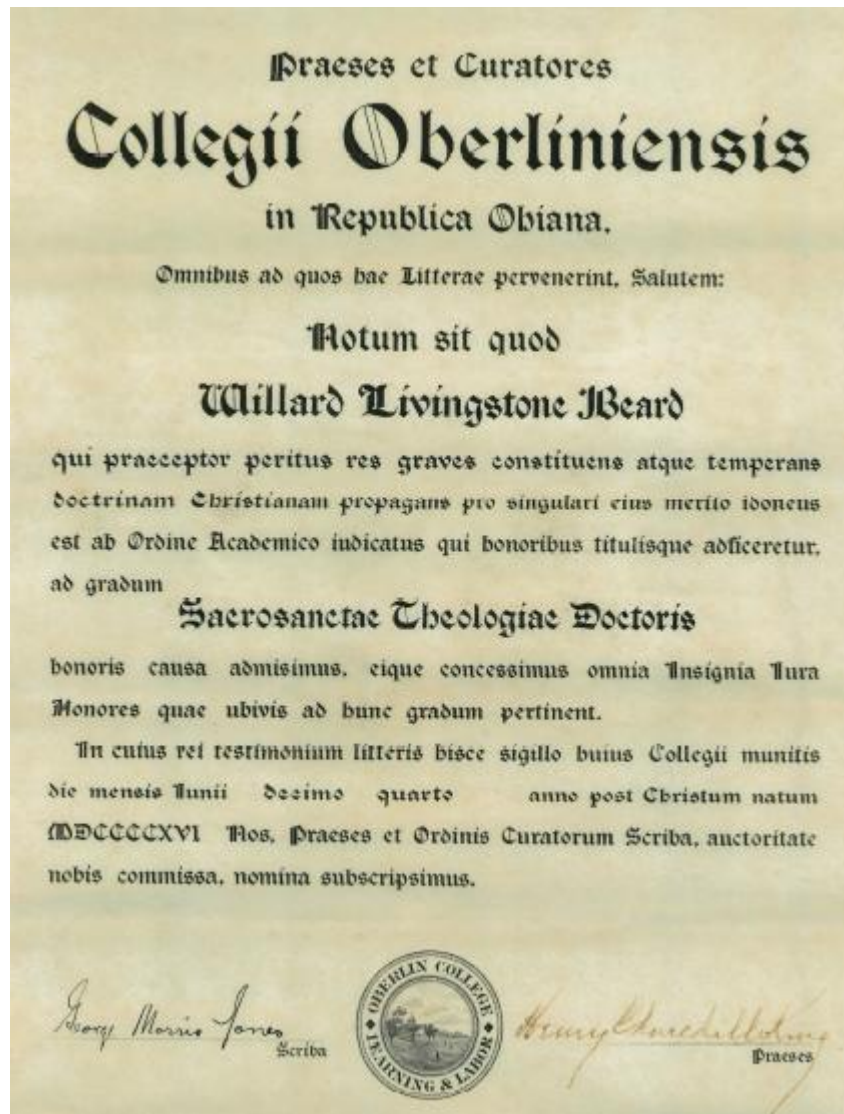 Praeses et Curatores
Collegii Oberliniensis
in Republica Ohiana,
Omnibus ad quos hae Litterae pervenerint, Salutem:
Notum sit quod
Willard Livingstone Beard
qui praeceptor peritus res graves constituens atque temperans
doctrinam Christianam propagans pro singulari eius merito idoneus
est ab Ordine Academico iudicatus qui honoribus titulisque adficeretur,
ad gradum
Sacrosanctae Theologiae Doctoris
honoris causa admisimus, eique concessimus omnia Insignia Iura
Honores quae ubivis ad hunc gradum pertinent.
In cuius rei testimonium litteris hisce sigillo huius Collegii munitis
die mensis Iunii decimo quarto anno post Christum natum
MDCCCCXVI Nos, Praeses et Ordinis Curatorum Scriba, auctoritate
nobis commissa, nomina subscripsimus.
George Morris Jones
Scriba
OBERLIN COLLEGE
LEARNING & LABOR
Henry Churchill King
Praeses